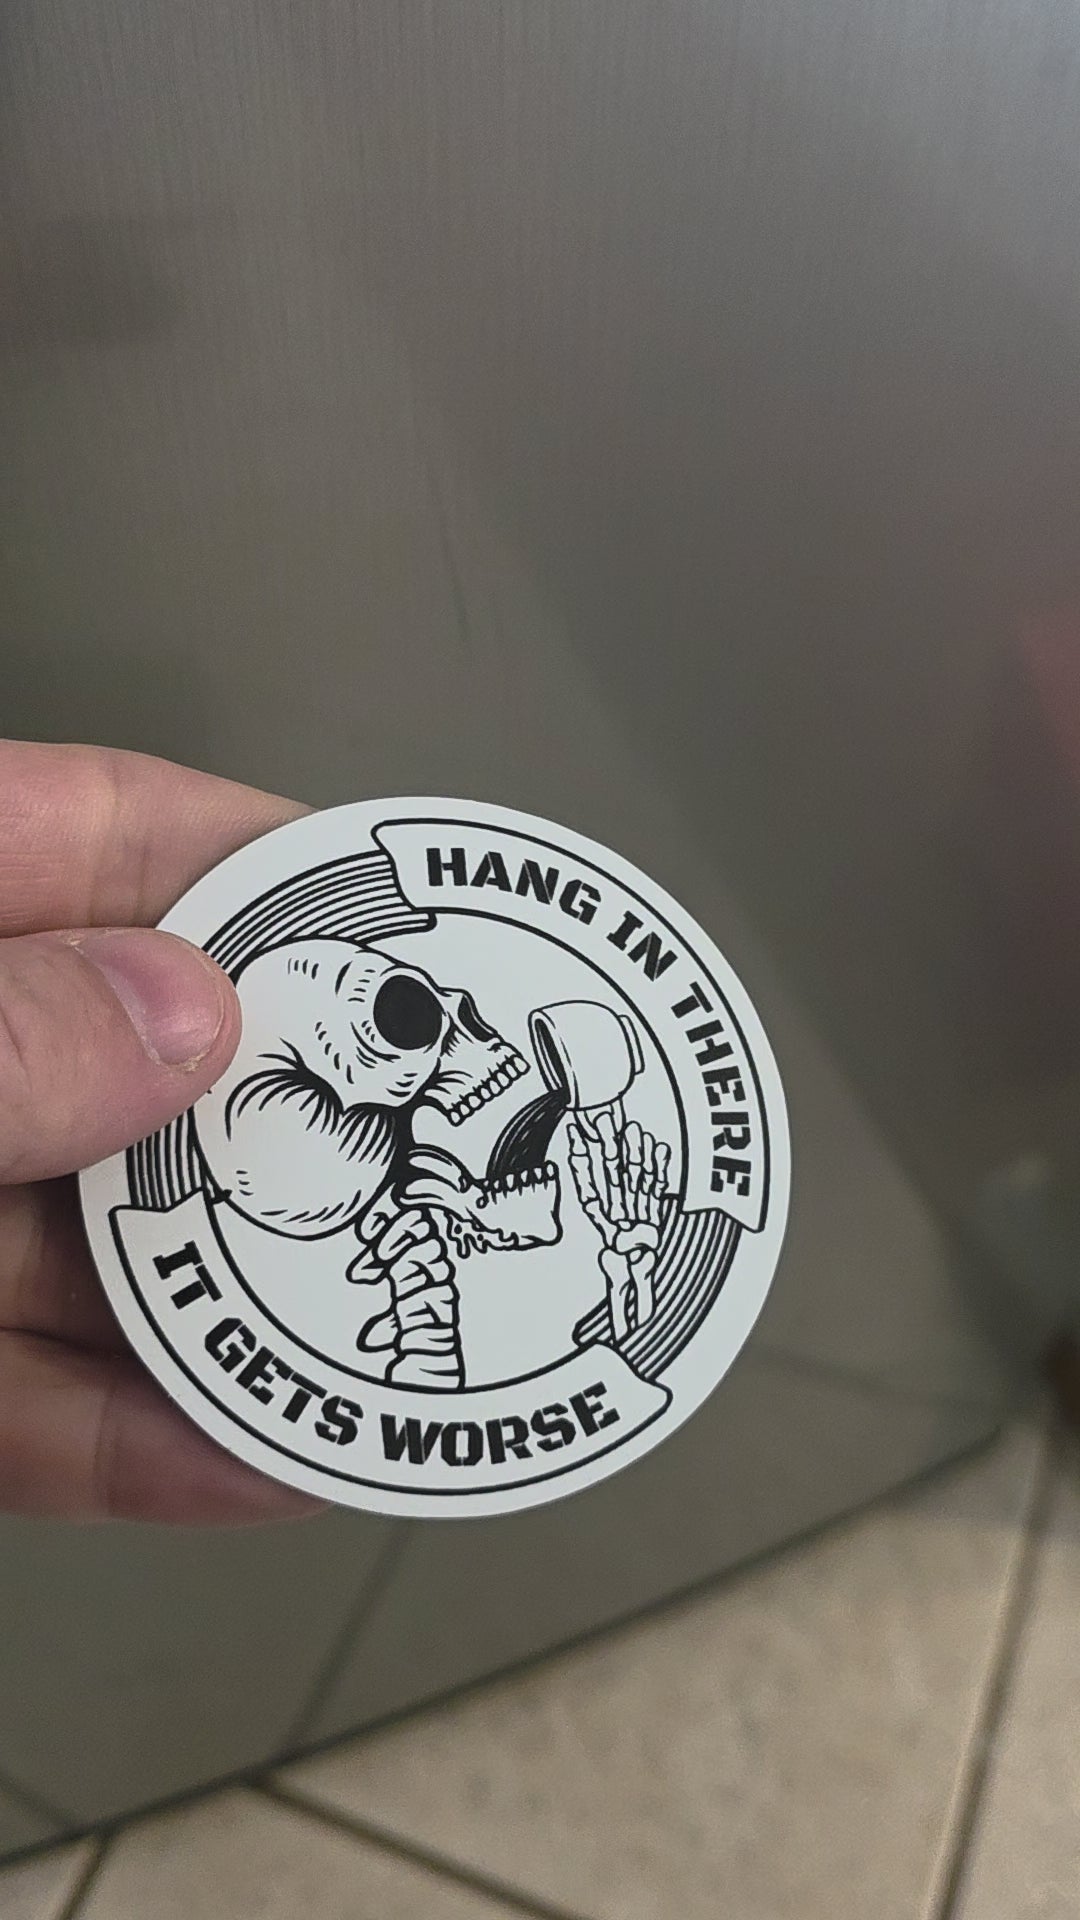 HANG IN THERE
IT GETS WORSE